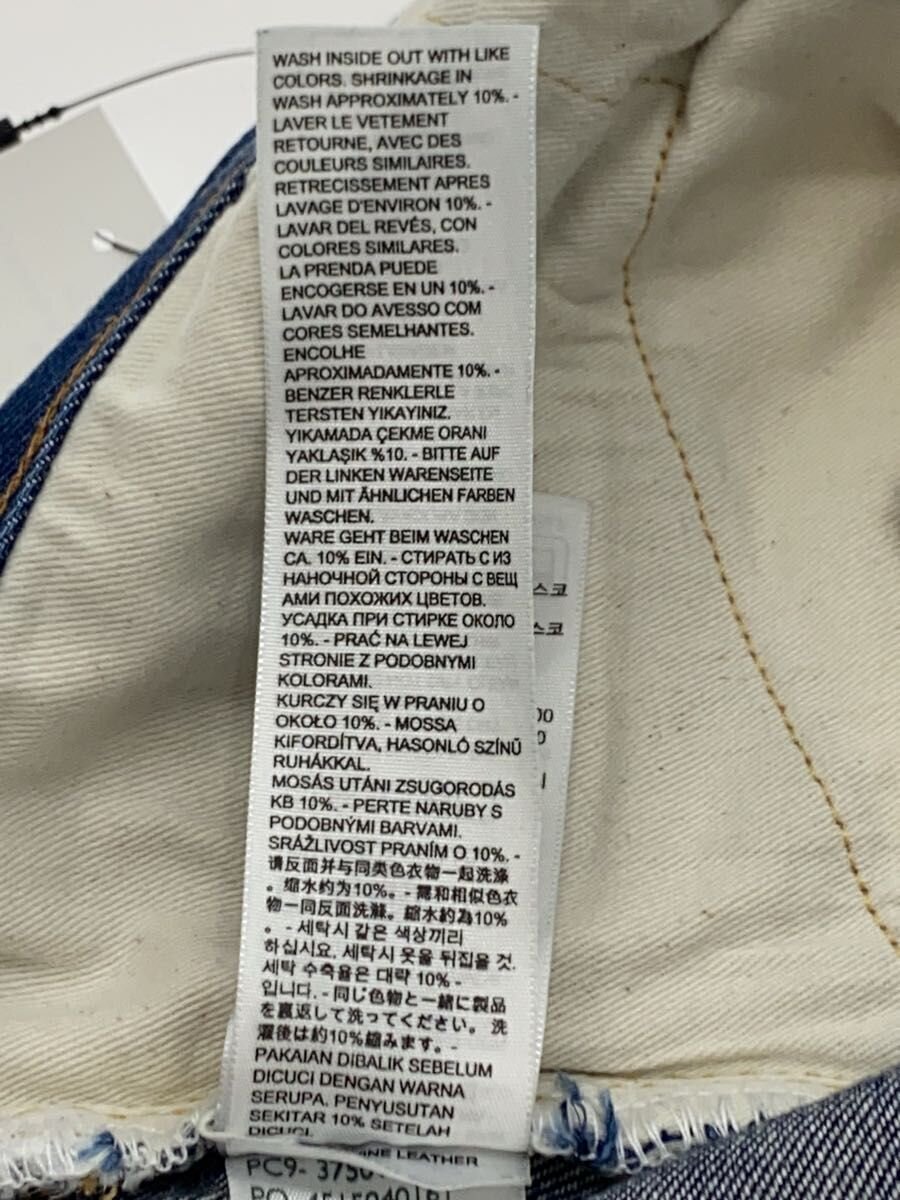 WASH INSIDE OUT WITH LIKE
COLORS. SHRINKAGE IN
WASH APPROXIMATELY 10%. -
LAVER LE VETEMENT
RETOURNE, AVEC DES
COULEURS SIMILAIRES.
RETRECISSEMENT APRES
LAVAGE D'ENVIRON 10%. -
LAVAR DEL REVÉS, CON
COLORES SIMILARES.
LA PRENDA PUEDE
ENCOGERSE EN UN 10%. -
LAVAR DO AVESSO COM
CORES SEMELHANTES.
ENCOLHE
APROXIMADAMENTE 10%. -
BENZER RENKLERLE
TERSTEN YIKAYINIZ.
YIKAMADA ÇEKME ORANI
YAKLAŞIK %10. - BITTE AUF
DER LINKEN WARENSEITE
UND MIT ÄHNLICHEN FARBEN
WASCHEN.
WARE GEHT BEIM WASCHEN
CA. 10% EIN. - СТИРАТЬ С ИЗ
НАНОЧНОЙ СТОРОНЫ С ВЕЩ
АМИ ПОХОЖИХ ЦВЕТОВ.
УСАДКА ПРИ СТИРКЕ ОКОЛО
10%. - PRAĆ NA LEWEJ
STRONIE Z PODOBNYMI
KOLORAMI.
KURCZY SIĘ W PRANIU O
OKOŁO 10%. - MOSSA
KIFORDÍTVA, HASONLÓ SZÍNŰ
RUHÁKKAL.
MOSÁS UTÁNI ZSUGORODÁS
KB 10%. - PERTE NARUBY S
PODOBNÝMI BARVAMI.
SRÁŽLIVOST PRANÍM O 10%. -
请反面并与同类色衣物一起洗涤
。缩水约为10%。- 需和相似色衣
物一同反面洗滌。縮水約為10%
。- 세탁시 같은 색상끼리
하십시요. 세탁시 옷을 뒤집을 것.
세탁 수축율은 대략 10% -
입니다. - 同じ色物と一緒に製品
を裏返して洗ってください。 洗
濯後は約10%縮みます。-
PAKAIAN DIBALIK SEBELUM
DICUCI DENGAN WARNA
SERUPA. PENYUSUTAN
SEKITAR 10% SETELAH
DICUCI.
LEATHER
스코
스코
00
0